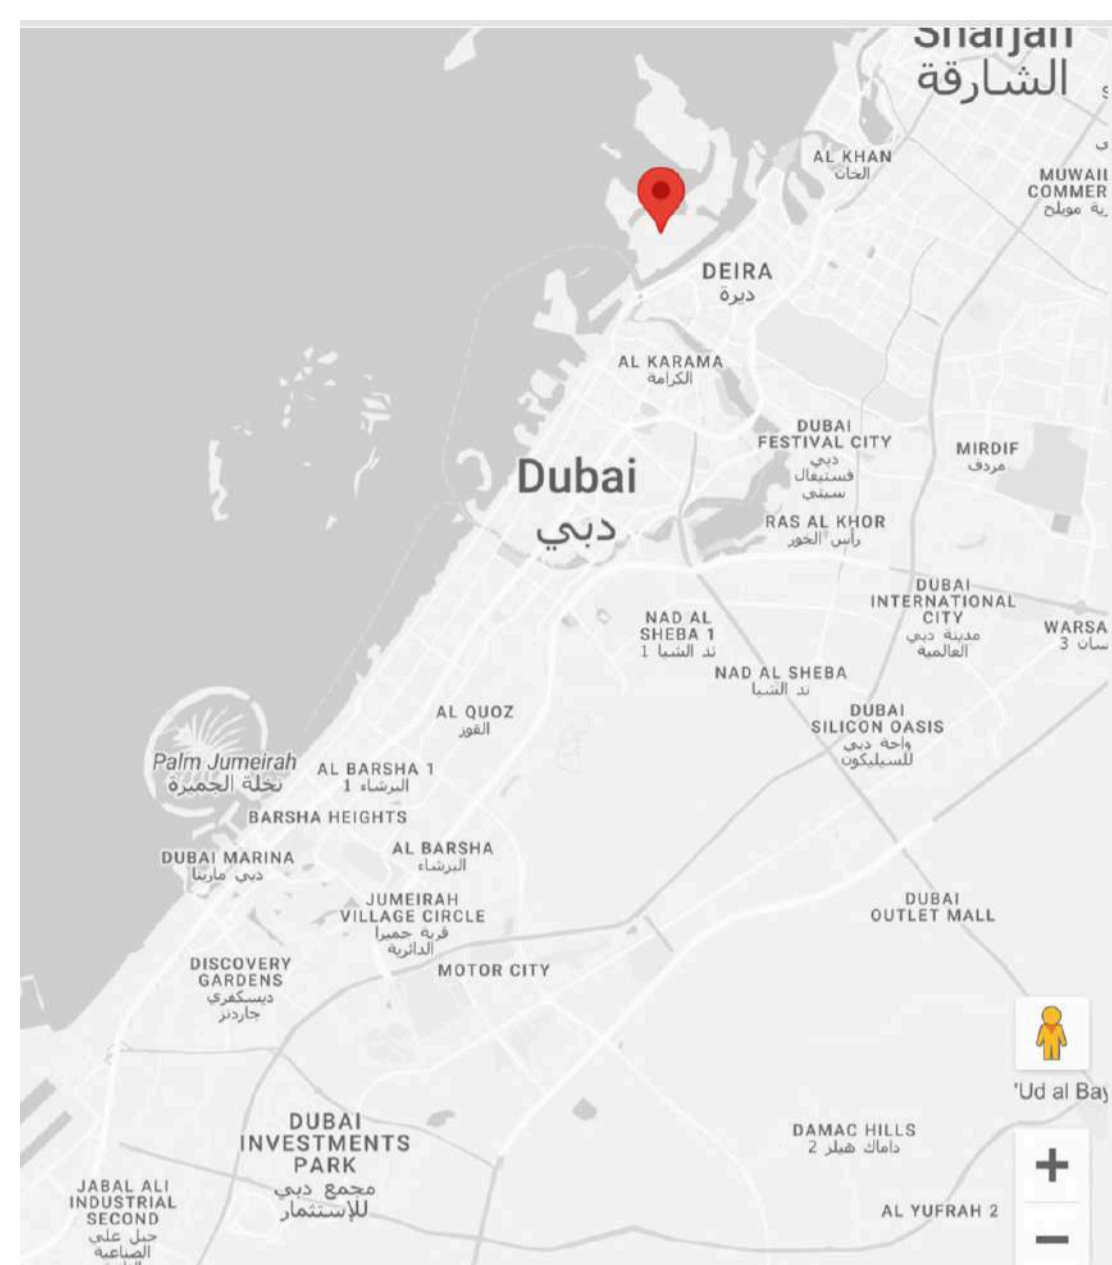 Sharjah
الشارقة
AL KHAN
الخان
MUWAIL
COMMER
ية مويلح
DEIRA
ديرة
AL KARAMA
الكرامة
DUBAI
FESTIVAL CITY
دبي
فستيفال
سيتي
MIRDIF
مردف
Dubai
دبي
RAS AL KHOR
رأس الخور
DUBAI
INTERNATIONAL
CITY
مدينة دبي
العالمية
NAD AL
SHEBA 1
ند الشبا 1
WARSA
سان 3
NAD AL SHEBA
ند الشبا
AL QUOZ
القوز
DUBAI
SILICON OASIS
واحة دبي
للسيليكون
Palm Jumeirah
نخلة الجميرة
AL BARSHA 1
البرشاء 1
BARSHA HEIGHTS
DUBAI MARINA
دبي مارينا
AL BARSHA
البرشاء
JUMEIRAH
VILLAGE CIRCLE
قرية جميرا
الدائرية
DUBAI
OUTLET MALL
DISCOVERY
GARDENS
ديسكفري
جاردنز
MOTOR CITY
'Ud al Bay
DUBAI
INVESTMENTS
PARK
مجمع دبي
للإستثمار
DAMAC HILLS
داماك هيلز 2
JABAL ALI
INDUSTRIAL
SECOND
جبل علي
الصناعية
AL YUFRAH 2